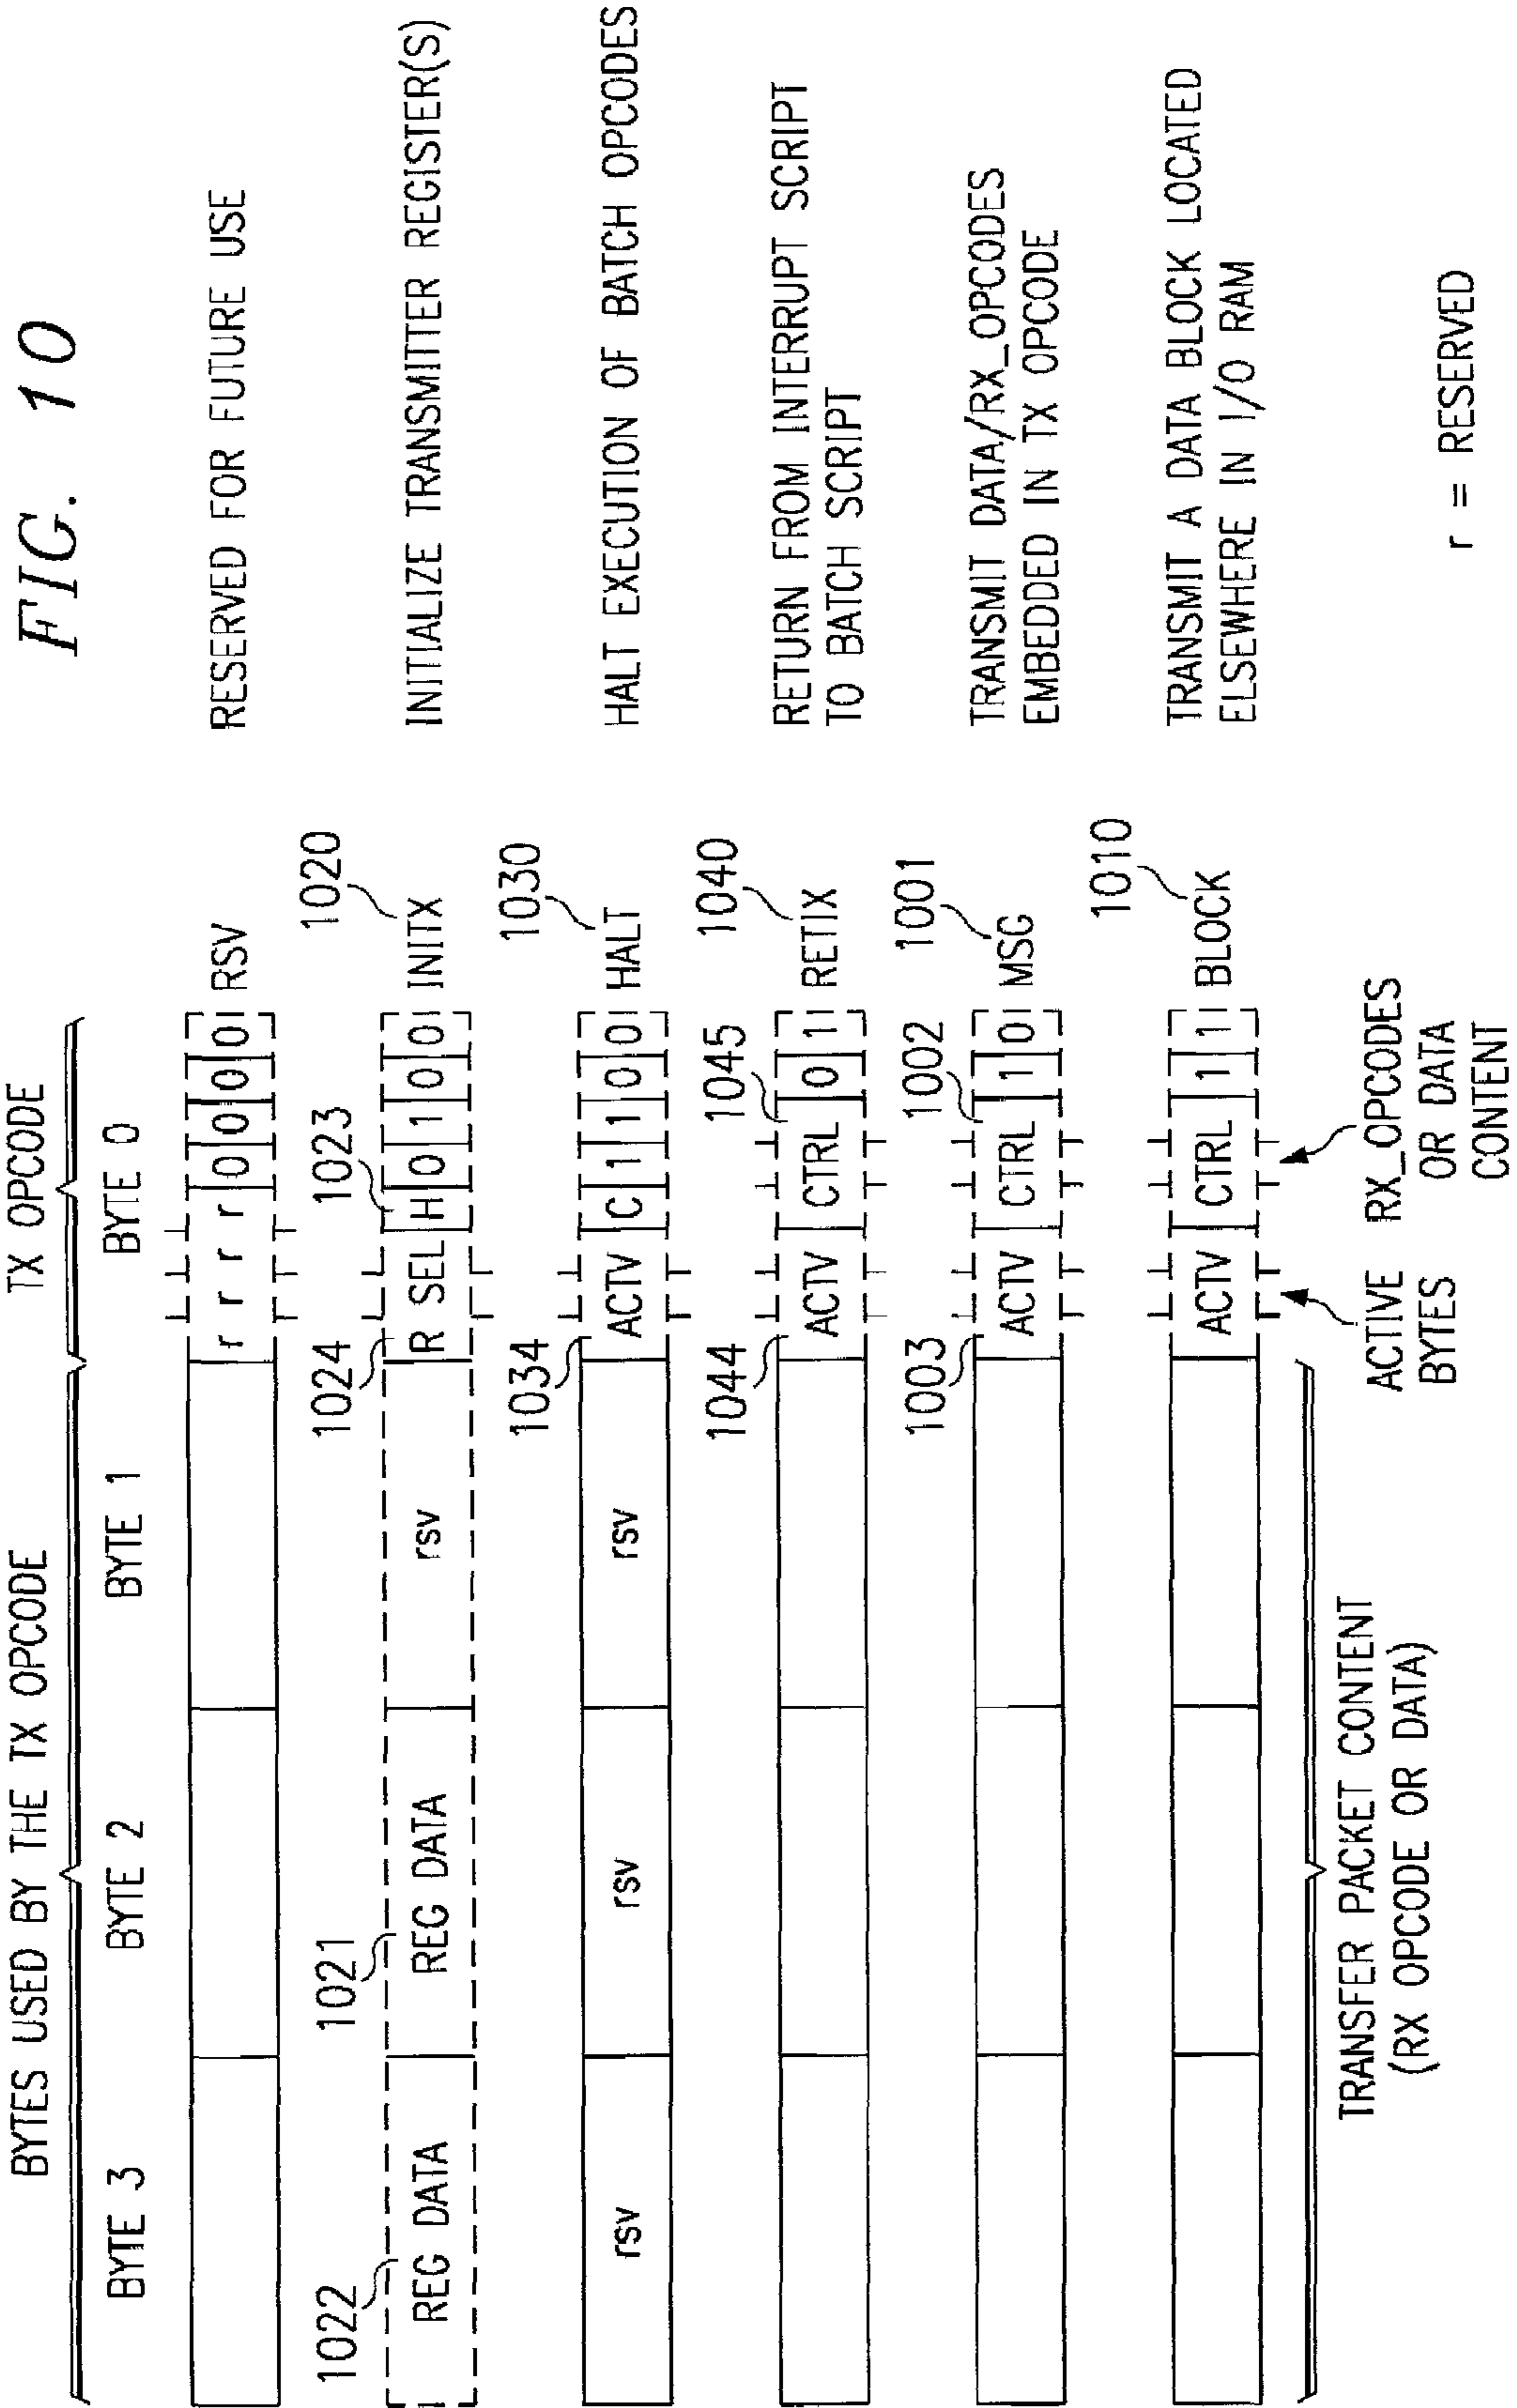 FIG. 10
BYTES USED BY THE TX OPCODE
TX OPCODE
BYTE 3 BYTE 2 BYTE 1 BYTE 0
r r r r 0 0 0 0 RSV RESERVED FOR FUTURE USE
1022 1021 1024 1023 1020
REG DATA REG DATA rsv R SEL H 0 1 0 0 INITX INITIALIZE TRANSMITTER REGISTER(S)
1034 1030
rsv rsv rsv ACTV C 1 1 0 0 HALT HALT EXECUTION OF BATCH OPCODES
1044 1045 1040
ACTV CTRL 0 1 RETIX RETURN FROM INTERRUPT SCRIPT
TO BATCH SCRIPT
1003 1002 1001
ACTV CTRL 1 0 MSG TRANSMIT DATA/RX_OPCODES
EMBEDDED IN TX OPCODE
1010
ACTV CTRL 1 1 BLOCK TRANSMIT A DATA BLOCK LOCATED
ELSEWHERE IN I/O RAM
TRANSFER PACKET CONTENT
(RX OPCODE OR DATA)
ACTIVE
BYTES
RX_OPCODES
OR DATA
CONTENT
r = RESERVED